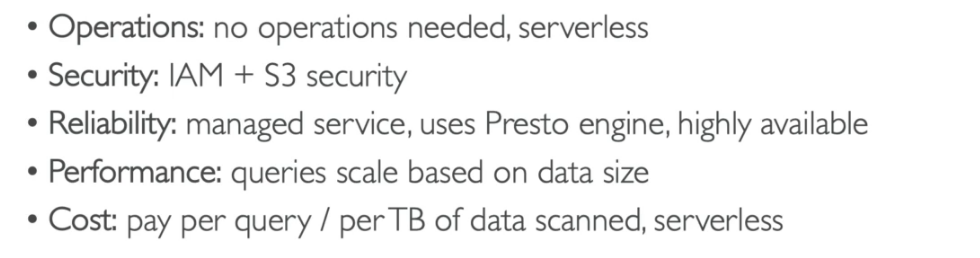 • Operations: no operations needed, serverless
• Security: IAM + S3 security
• Reliability: managed service, uses Presto engine, highly available
• Performance: queries scale based on data size
• Cost: pay per query / per TB of data scanned, serverless